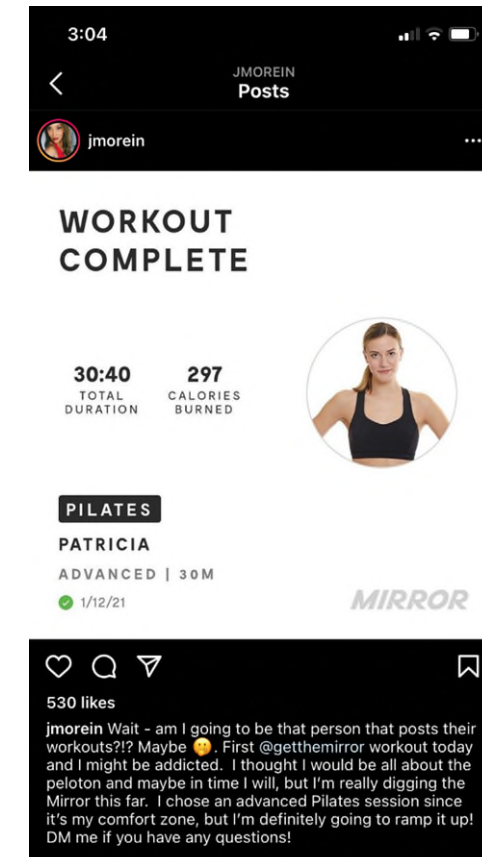 3:04
JMOREIN
Posts
jmorein
WORKOUT
COMPLETE
30:40
TOTAL
DURATION
297
CALORIES
BURNED
PILATES
PATRICIA
ADVANCED | 30M
1/12/21
MIRROR
530 likes
jmorein Wait - am I going to be that person that posts their
workouts?!? Maybe 🤫. First @getthemirror workout today
and I might be addicted. I thought I would be all about the
peloton and maybe in time I will, but I'm really digging the
Mirror this far. I chose an advanced Pilates session since
it's my comfort zone, but I'm definitely going to ramp it up!
DM me if you have any questions!